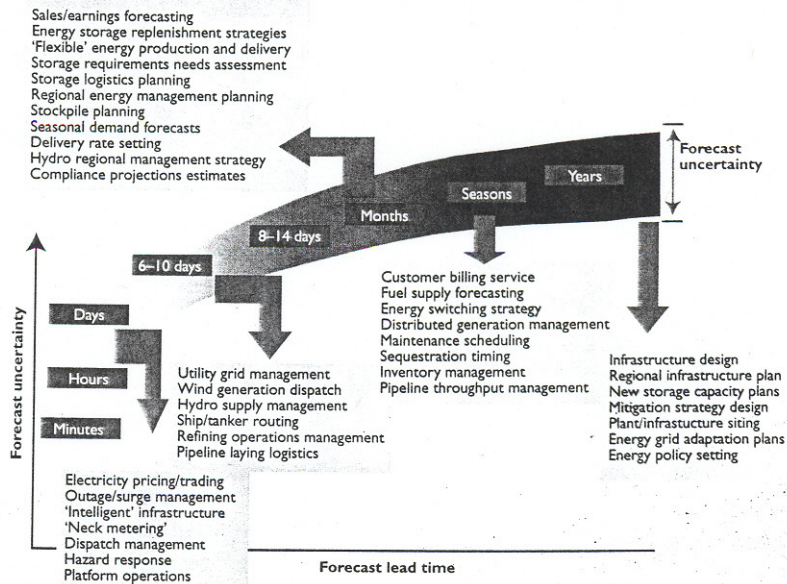 Sales/earnings forecasting
Energy storage replenishment strategies
'Flexible' energy production and delivery
Storage requirements needs assessment
Storage logistics planning
Regional energy management planning
Stockpile planning
Seasonal demand forecasts
Delivery rate setting
Hydro regional management strategy
Compliance projections estimates
Forecast
uncertainty
Years
Seasons
Months
8–14 days
6–10 days
Days
Hours
Minutes
Forecast uncertainty
Customer billing service
Fuel supply forecasting
Energy switching strategy
Distributed generation management
Maintenance scheduling
Sequestration timing
Inventory management
Pipeline throughput management
Infrastructure design
Regional infrastructure plan
New storage capacity plans
Mitigation strategy design
Plant/infrastucture siting
Energy grid adaptation plans
Energy policy setting
Utility grid management
Wind generation dispatch
Hydro supply management
Ship/tanker routing
Refining operations management
Pipeline laying logistics
Electricity pricing/trading
Outage/surge management
'Intelligent' infrastructure
'Neck metering'
Dispatch management
Hazard response
Platform operations
Forecast lead time